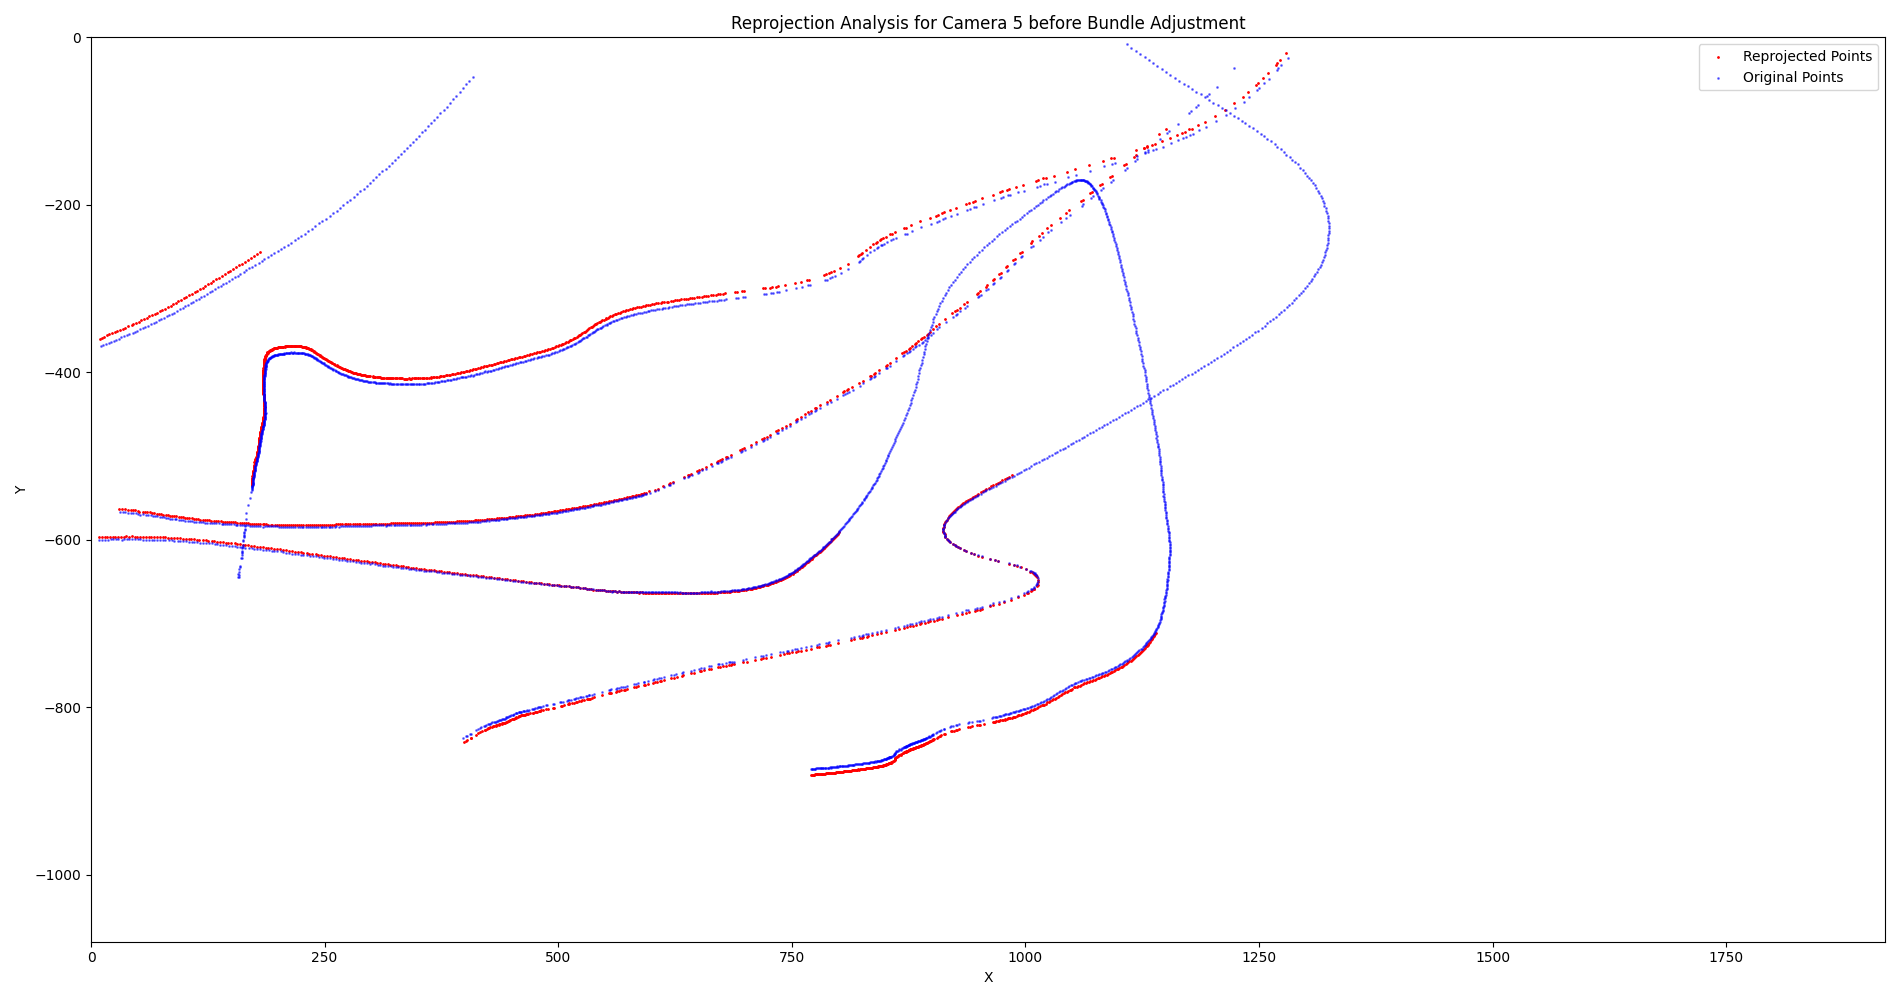 Reprojection Analysis for Camera 5 before Bundle Adjustment
Reprojected Points
Original Points
0
−200
−400
−600
−800
−1000
Y
0 250 500 750 1000 1250 1500 1750
X